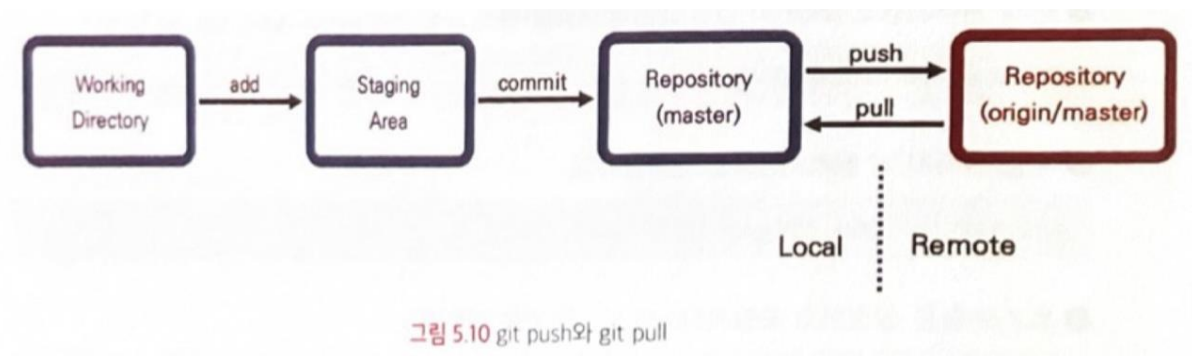 Working
Directory
add
Staging
Area
commit
Repository
(master)
push
pull
Repository
(origin/master)
Local
Remote
그림 5.10 git push와 git pull